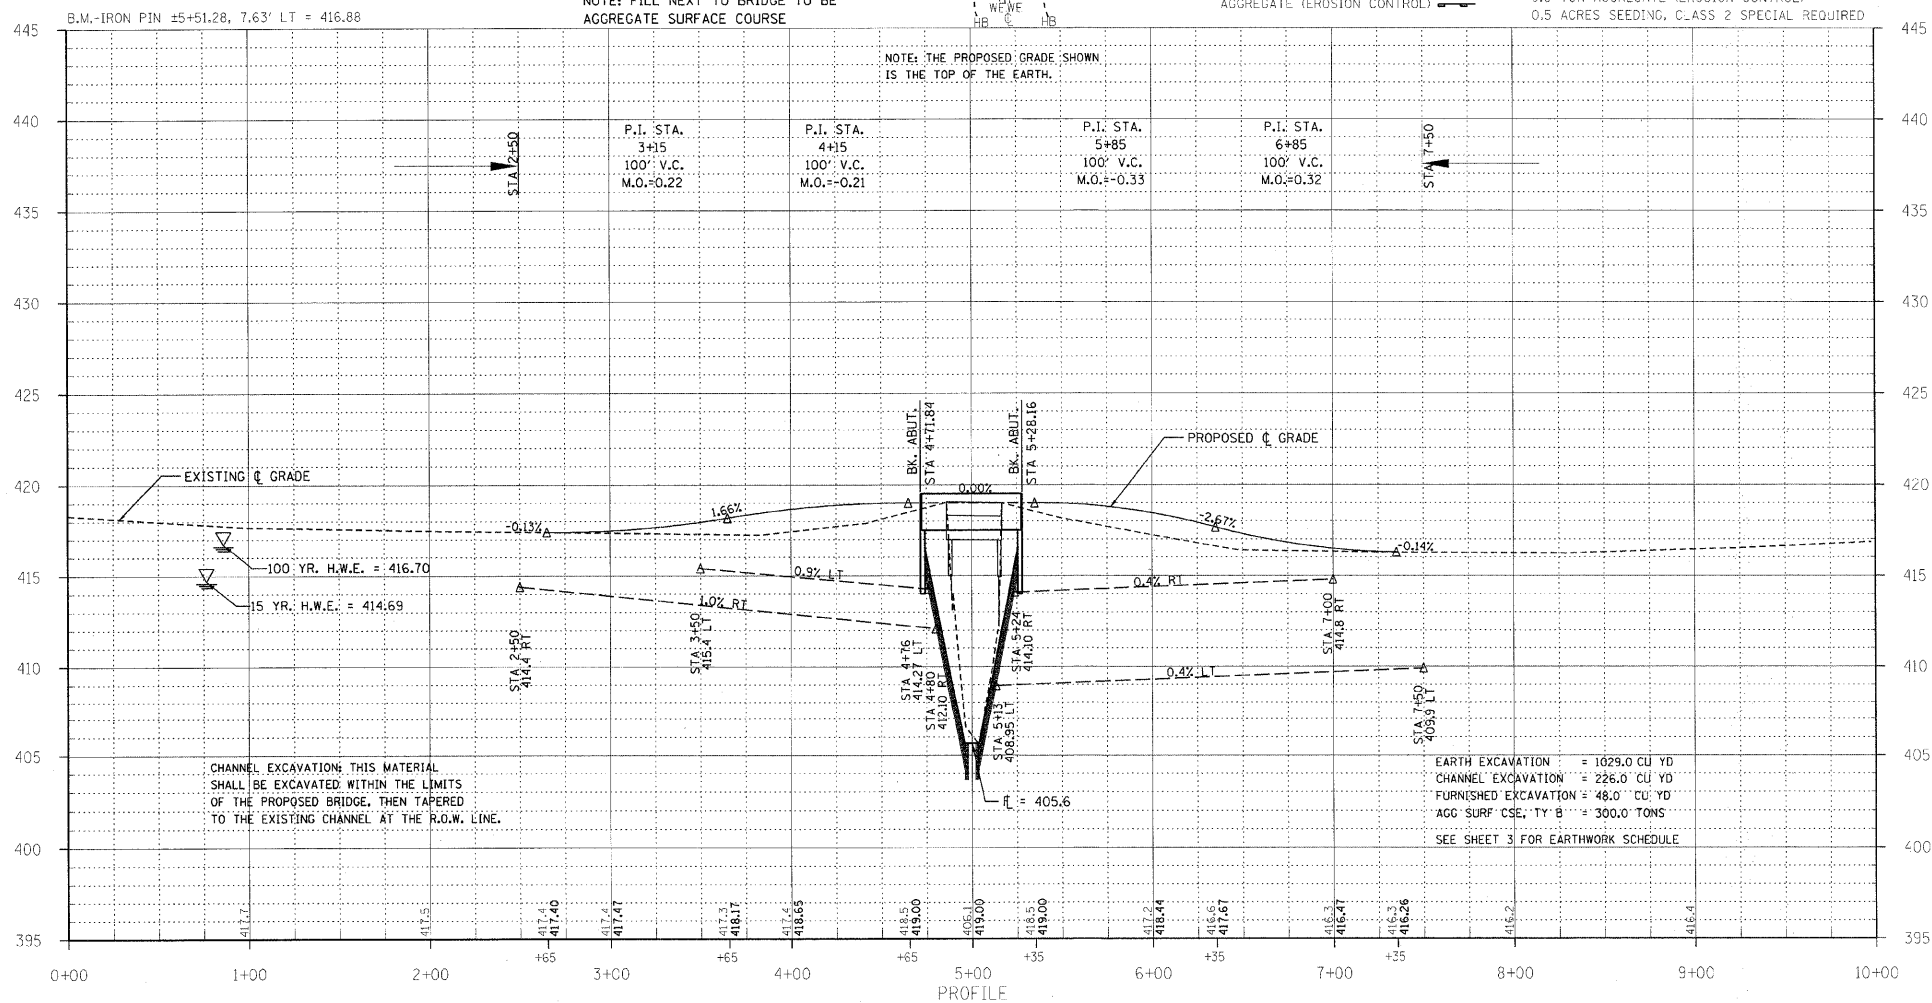 B.M.-IRON PIN ±5+51.28, 7.63' LT = 416.88
NOTE: FILL NEXT TO BRIDGE TO BE
AGGREGATE SURFACE COURSE
WE WE
HB ℄ HB
AGGREGATE (EROSION CONTROL)
0.5 ACRES SEEDING, CLASS 2 SPECIAL REQUIRED
445
445
NOTE: THE PROPOSED GRADE SHOWN
IS THE TOP OF THE EARTH.
440
440
STA 2+50
P.I. STA.
3+15
100' V.C.
M.O.=0.22
P.I. STA.
4+15
100' V.C.
M.O.=-0.21
P.I. STA.
5+85
100' V.C.
M.O.=-0.33
P.I. STA.
6+85
100' V.C.
M.O.=0.32
STA 7+50
435
435
430
430
425
425
BK. ABUT.
STA 4+71.84
BK. ABUT.
STA 5+28.16
PROPOSED ℄ GRADE
EXISTING ℄ GRADE
420
420
-0.13%
1.66%
0.00%
-2.67%
-0.14%
100 YR. H.W.E. = 416.70
415
415
15 YR. H.W.E. = 414.69
0.9% LT
1.0% RT
0.4% RT
STA 2+50
414.4 RT
STA 3+50
415.4 LT
STA 4+76
414.27 LT
STA 4+80
412.10 RT
STA 5+13
408.95 LT
STA 5+24
414.10 RT
STA 7+00
414.8 RT
410
410
0.4% LT
STA 7+50
409.9 LT
405
405
CHANNEL EXCAVATION: THIS MATERIAL
SHALL BE EXCAVATED WITHIN THE LIMITS
OF THE PROPOSED BRIDGE, THEN TAPERED
TO THE EXISTING CHANNEL AT THE R.O.W. LINE.
FL = 405.6
EARTH EXCAVATION = 1029.0 CU YD
CHANNEL EXCAVATION = 226.0 CU YD
FURNISHED EXCAVATION = 48.0 CU YD
AGG SURF CSE, TY B = 300.0 TONS
SEE SHEET 3 FOR EARTHWORK SCHEDULE
400
400
417.7
417.5
417.4
417.40
417.4
417.47
417.3
418.17
417.4
418.65
418.5
419.00
406.1
419.00
418.5
419.00
417.2
418.44
416.6
417.67
416.3
416.47
416.3
416.26
416.2
416.4
395
395
0+00
1+00
2+00
+65
3+00
+65
4+00
+65
5+00
+35
6+00
+35
7+00
+35
8+00
9+00
10+00
PROFILE